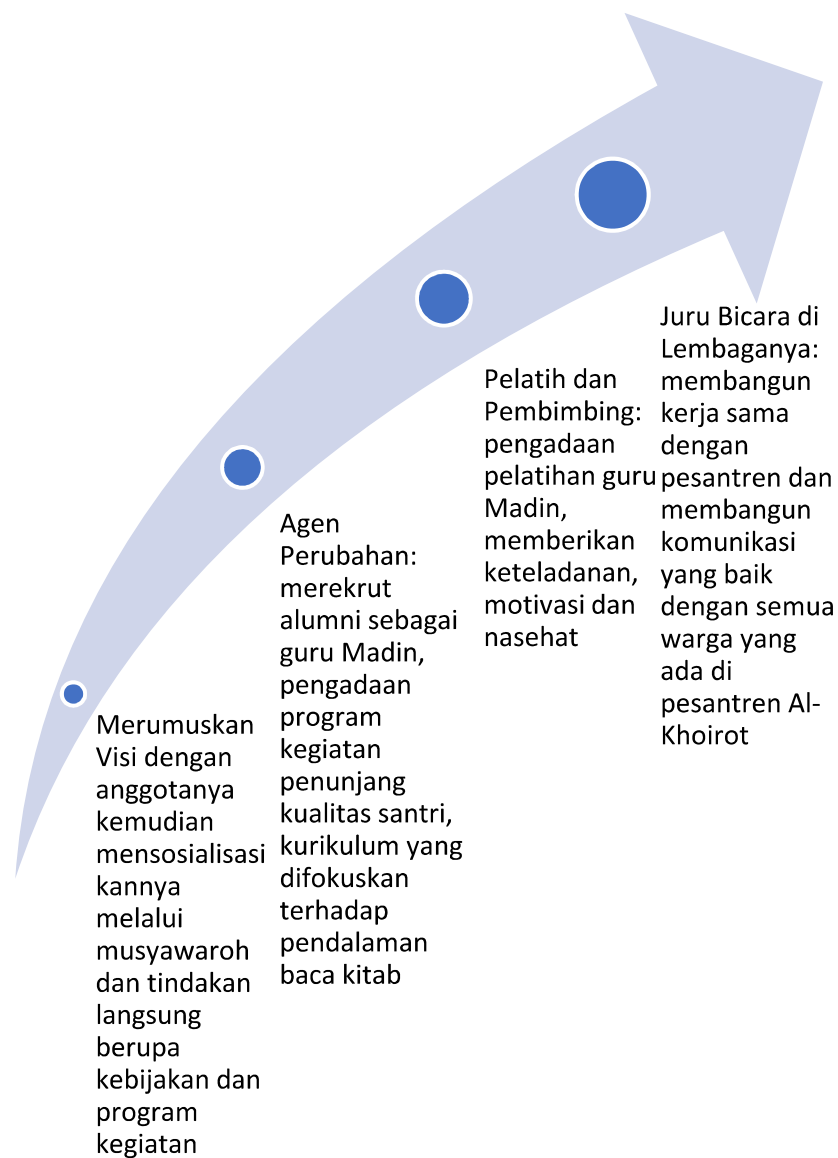 Merumuskan
Visi dengan
anggotanya
kemudian
mensosialisasi
kannya
melalui
musyawaroh
dan tindakan
langsung
berupa
kebijakan dan
program
kegiatan
Agen
Perubahan:
merekrut
alumni sebagai
guru Madin,
pengadaan
program
kegiatan
penunjang
kualitas santri,
kurikulum yang
difokuskan
terhadap
pendalaman
baca kitab
Pelatih dan
Pembimbing:
pengadaan
pelatihan guru
Madin,
memberikan
keteladanan,
motivasi dan
nasehat
Juru Bicara di
Lembaganya:
membangun
kerja sama
dengan
pesantren dan
membangun
komunikasi
yang baik
dengan semua
warga yang
ada di
pesantren Al-
Khoirot